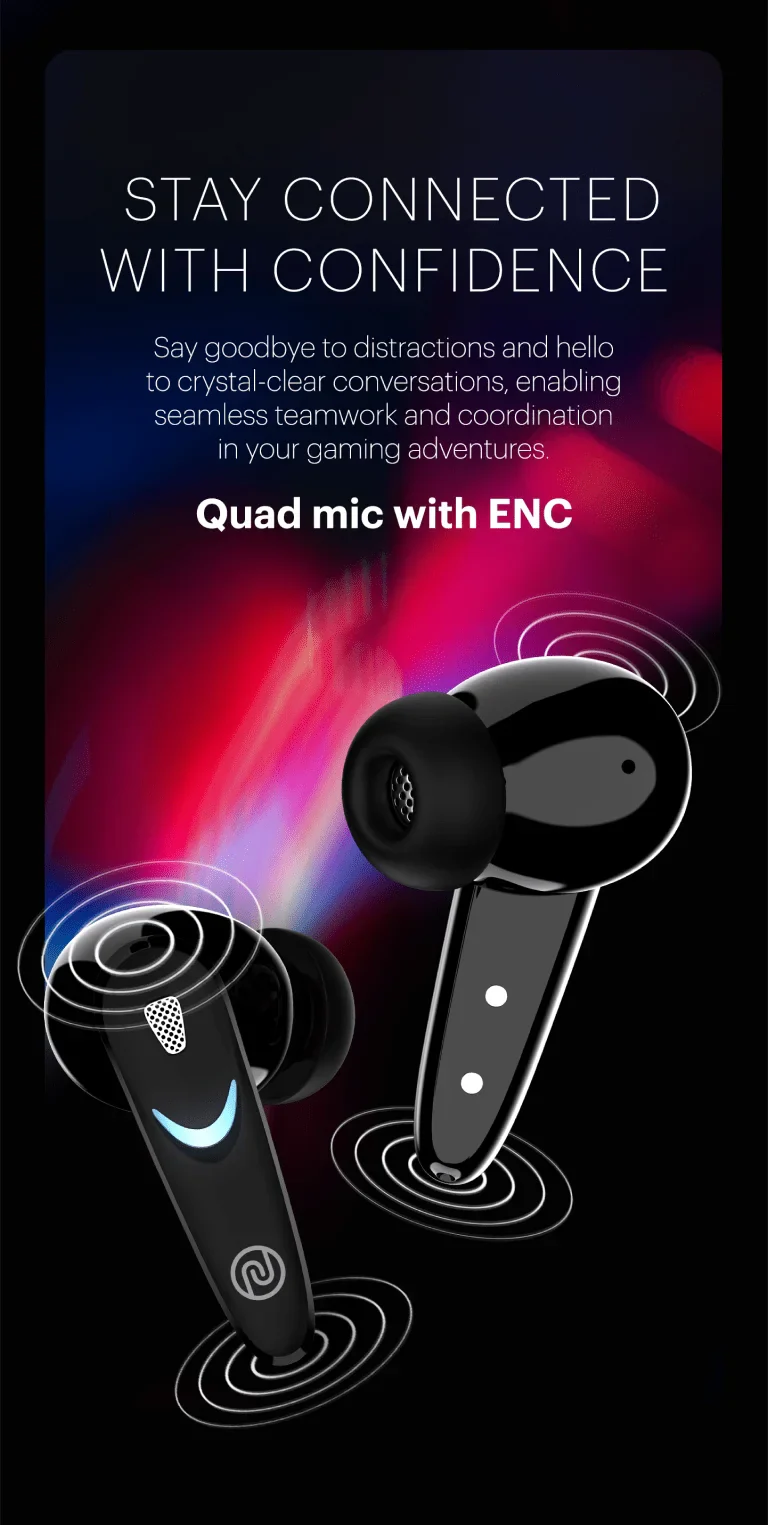 STAY CONNECTED
WITH CONFIDENCE
Say goodbye to distractions and hello
to crystal-clear conversations, enabling
seamless teamwork and coordination
in your gaming adventures.
Quad mic with ENC